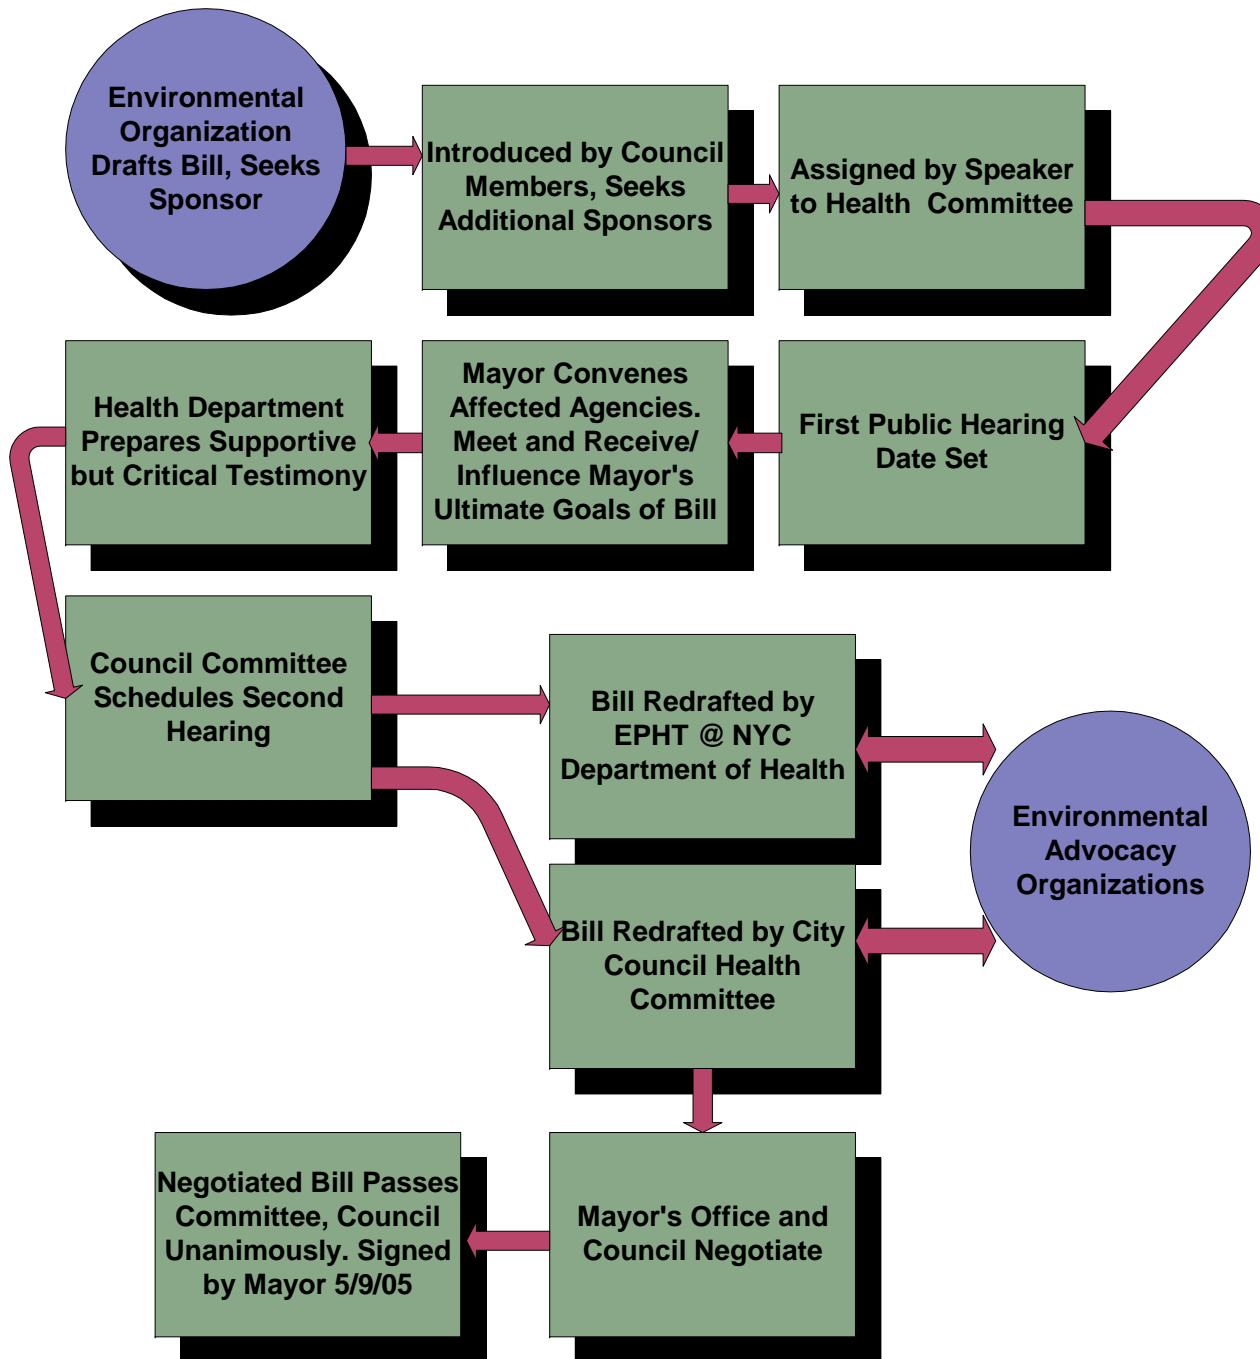 Environmental
Organization
Drafts Bill, Seeks
Sponsor
Introduced by Council
Members, Seeks
Additional Sponsors
Assigned by Speaker
to Health Committee
First Public Hearing
Date Set
Mayor Convenes
Affected Agencies.
Meet and Receive/
Influence Mayor's
Ultimate Goals of Bill
Health Department
Prepares Supportive
but Critical Testimony
Council Committee
Schedules Second
Hearing
Bill Redrafted by
EPHT @ NYC
Department of Health
Environmental
Advocacy
Organizations
Bill Redrafted by City
Council Health
Committee
Mayor's Office and
Council Negotiate
Negotiated Bill Passes
Committee, Council
Unanimously. Signed
by Mayor 5/9/05